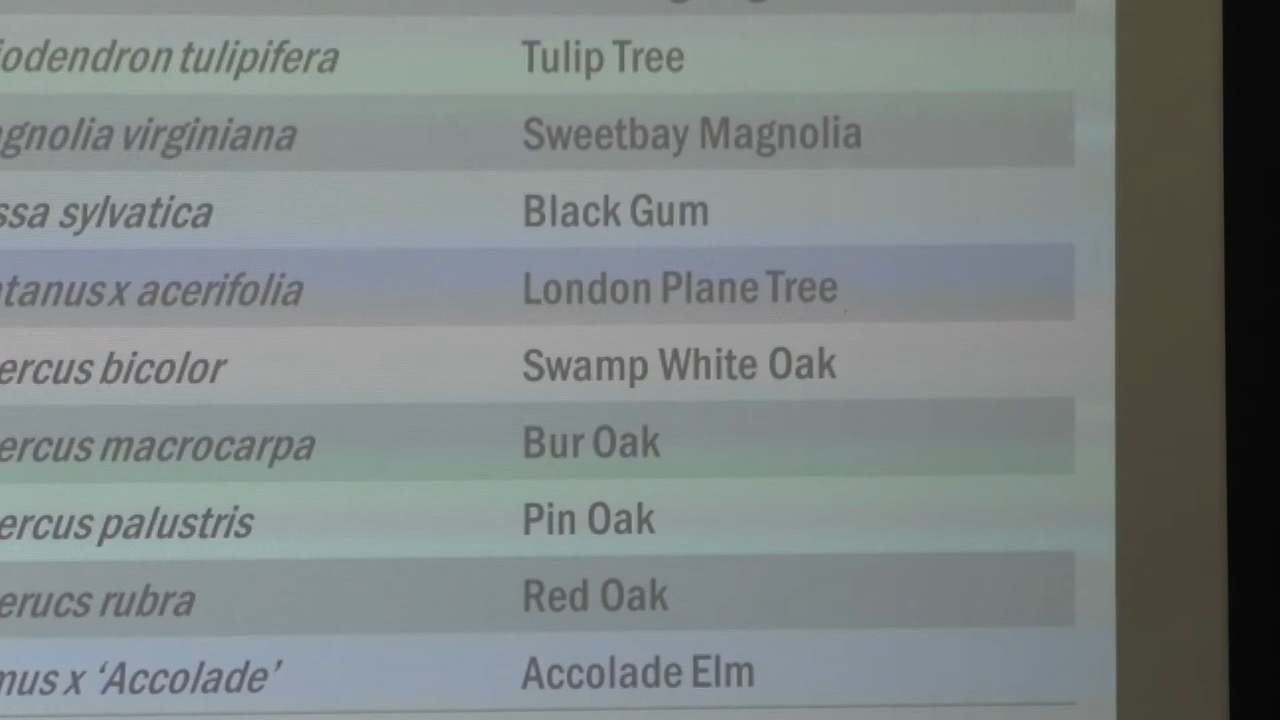 iodendron tulipifera Tulip Tree
agnolia virginiana Sweetbay Magnolia
ssa sylvatica Black Gum
tanus x acerifolia London Plane Tree
ercus bicolor Swamp White Oak
ercus macrocarpa Bur Oak
ercus palustris Pin Oak
erucs rubra Red Oak
mus x ‘Accolade’ Accolade Elm